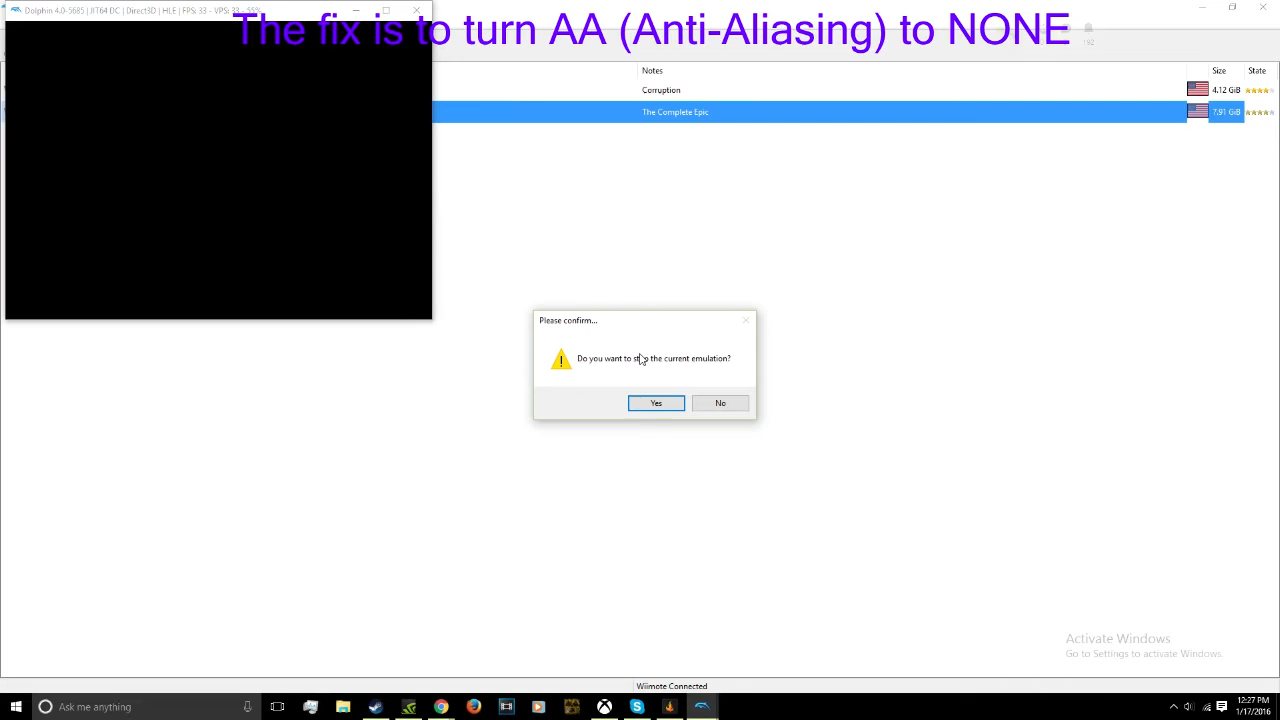 Dolphin 4.0-5685 | JIT64 DC | Direct3D | HLE | FPS: 33 - VPS: 33 - 55%
The fix is to turn AA (Anti-Aliasing) to NONE
Notes Size State
Corruption 4.12 GiB
The Complete Epic 7.91 GiB
Please confirm...
Do you want to stop the current emulation?
Yes No
Activate Windows
Go to Settings to activate Windows.
Wiimote Connected
Ask me anything
12:27 PM
1/17/2016